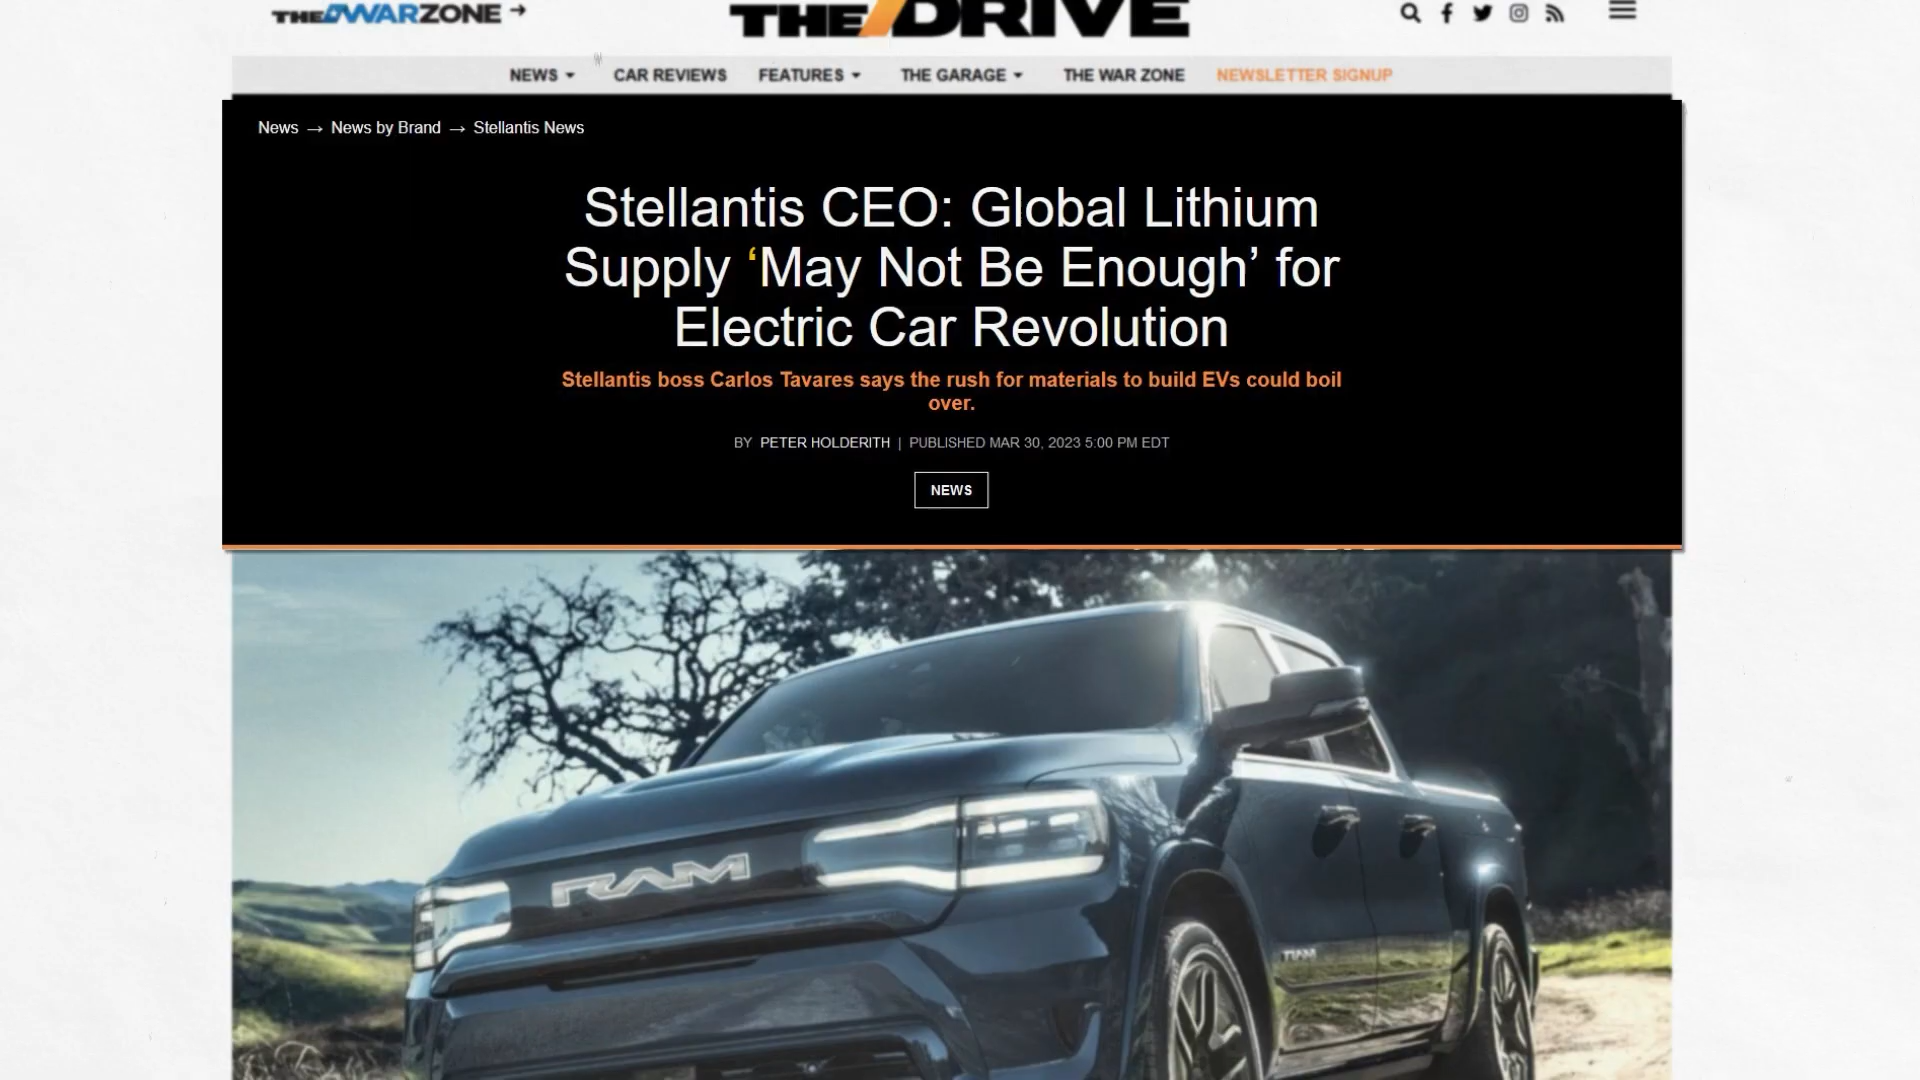 THE WARZONE →
THE DRIVE
NEWS CAR REVIEWS FEATURES THE GARAGE THE WAR ZONE NEWSLETTER SIGNUP
News → News by Brand → Stellantis News
Stellantis CEO: Global Lithium
Supply ‘May Not Be Enough’ for
Electric Car Revolution
Stellantis boss Carlos Tavares says the rush for materials to build EVs could boil
over.
BY PETER HOLDERITH | PUBLISHED MAR 30, 2023 5:00 PM EDT
NEWS
RAM